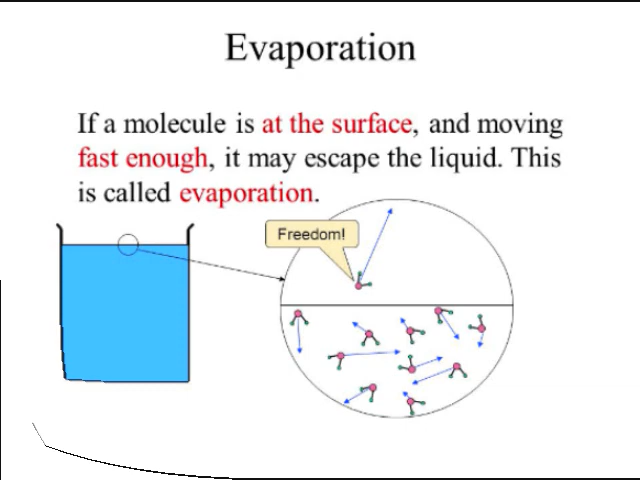 Evaporation
If a molecule is at the surface, and moving
fast enough, it may escape the liquid. This
is called evaporation.
Freedom!